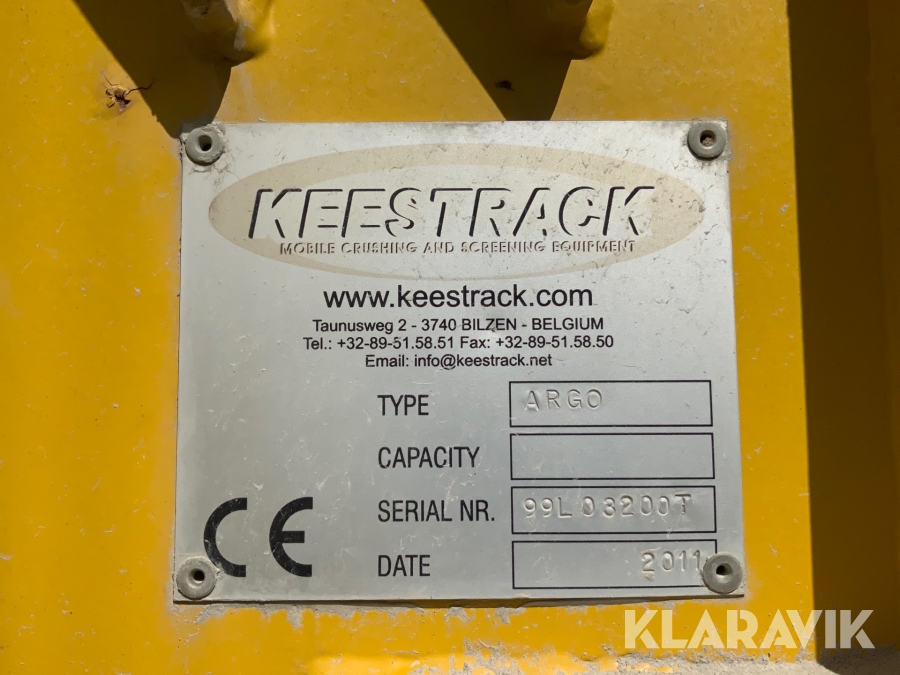 KEESTRACK
MOBILE CRUSHING AND SCREENING EQUIPMENT
www.keestrack.com
Taunusweg 2 - 3740 BILZEN - BELGIUM
Tel.: +32-89-51.58.51 Fax: +32-89-51.58.50
Email: info@keestrack.net
TYPE ARGO
CAPACITY
SERIAL NR. 99L03200T
DATE 2011
CE
KLARAVIK